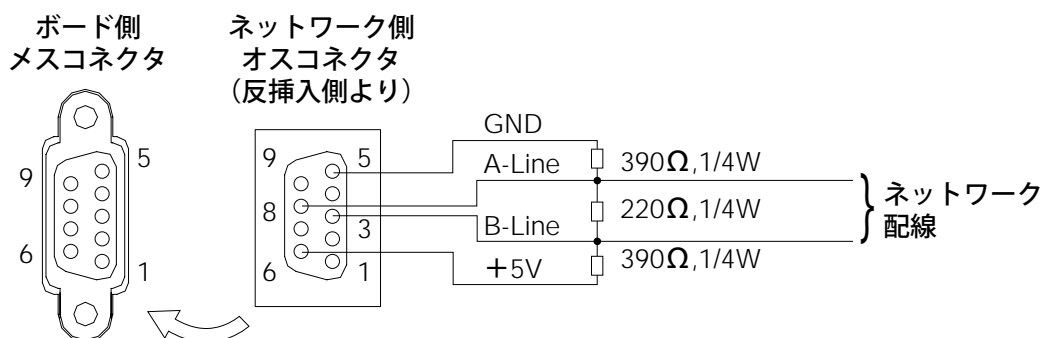 ボード側
メスコネクタ
ネットワーク側
オスコネクタ
（反挿入側より）
9
5
6
1
9
5
8
3
6
1
GND
A-Line
B-Line
＋5V
390Ω,1/4W
220Ω,1/4W
390Ω,1/4W
ネットワーク
配線